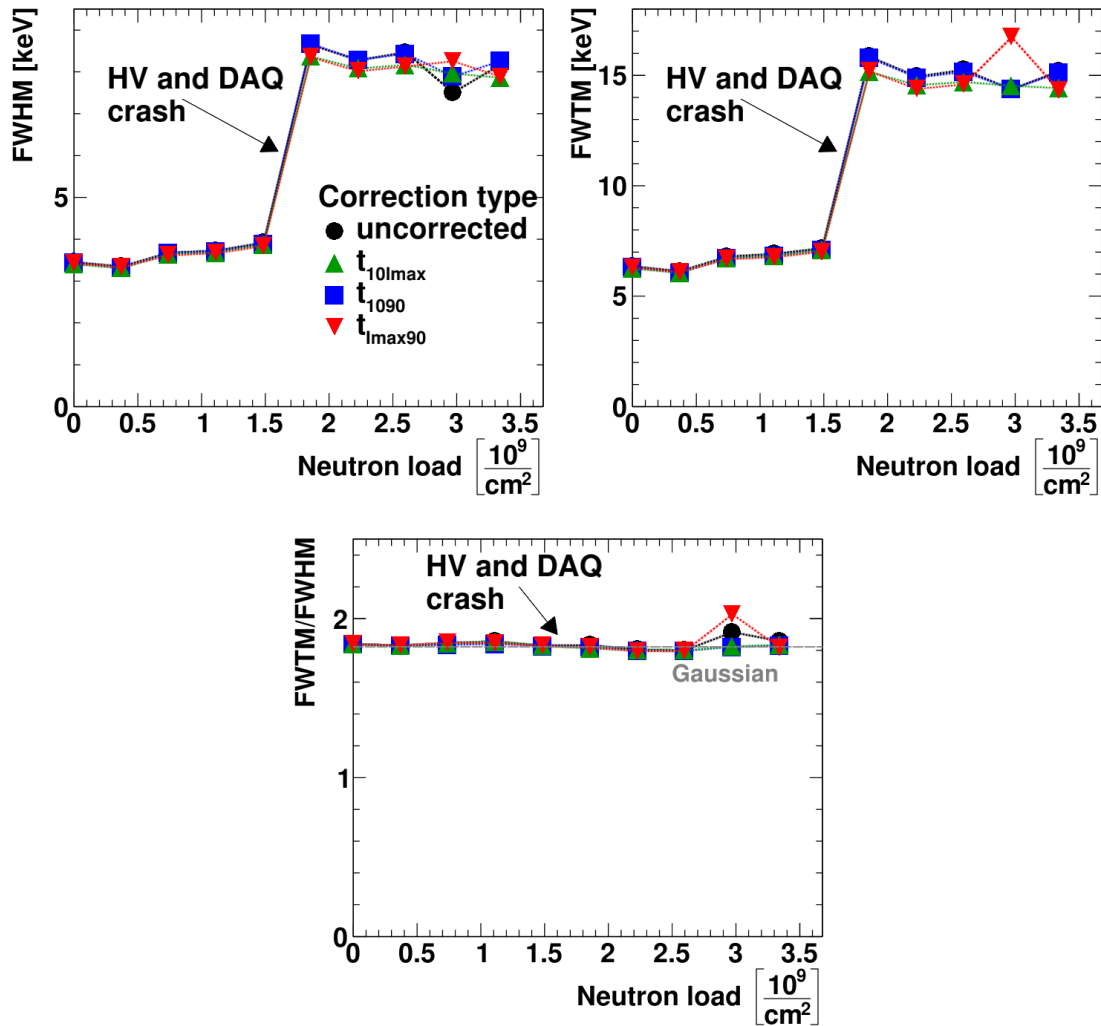 FWHM [keV]
HV and DAQ
crash
5
0
Correction type
uncorrected
t10Imax
t1090
tImax90
0 0.5 1 1.5 2 2.5 3 3.5
Neutron load [10^9/cm^2]
FWTM [keV]
15
10
5
0
HV and DAQ
crash
0 0.5 1 1.5 2 2.5 3 3.5
Neutron load [10^9/cm^2]
FWTM/FWHM
2
1
0
HV and DAQ
crash
Gaussian
0 0.5 1 1.5 2 2.5 3 3.5
Neutron load [10^9/cm^2]